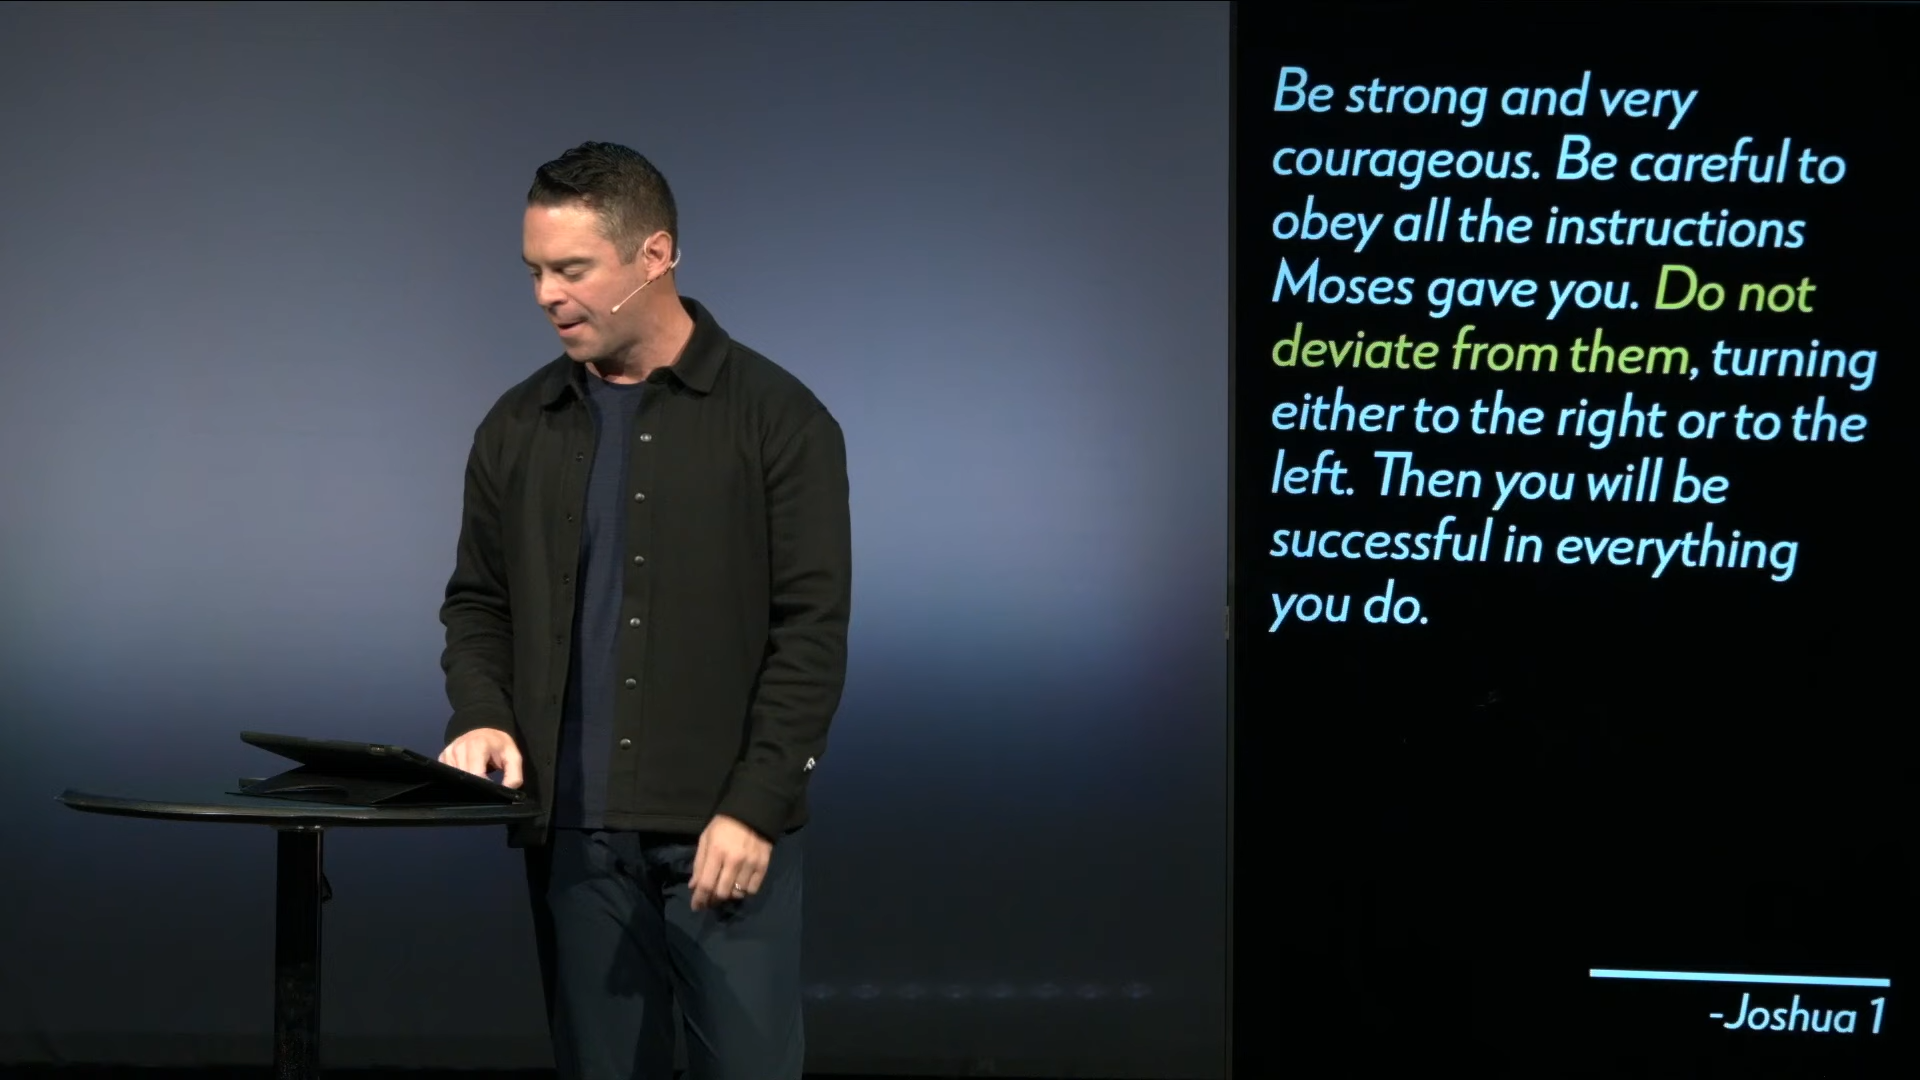 Be strong and very
courageous. Be careful to
obey all the instructions
Moses gave you. Do not
deviate from them, turning
either to the right or to the
left. Then you will be
successful in everything
you do.
-Joshua 1